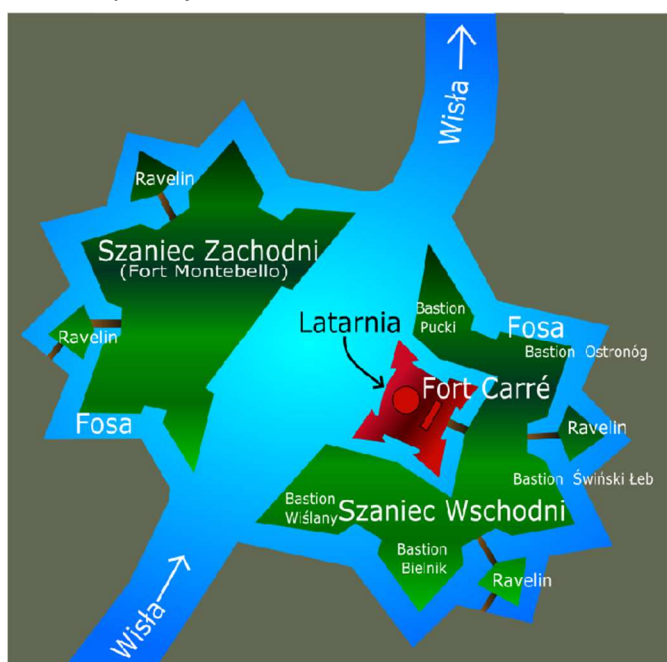 Wisła
Ravelin
Szaniec Zachodni
(Fort Montebello)
Bastion
Pucki
Latarnia
Fosa
Ravelin
Bastion Ostronóg
Fort Carré
Fosa
Ravelin
Bastion Świński Łeb
Bastion
Wiślany
Szaniec Wschodni
Bastion
Bielnik
Ravelin
Wisła